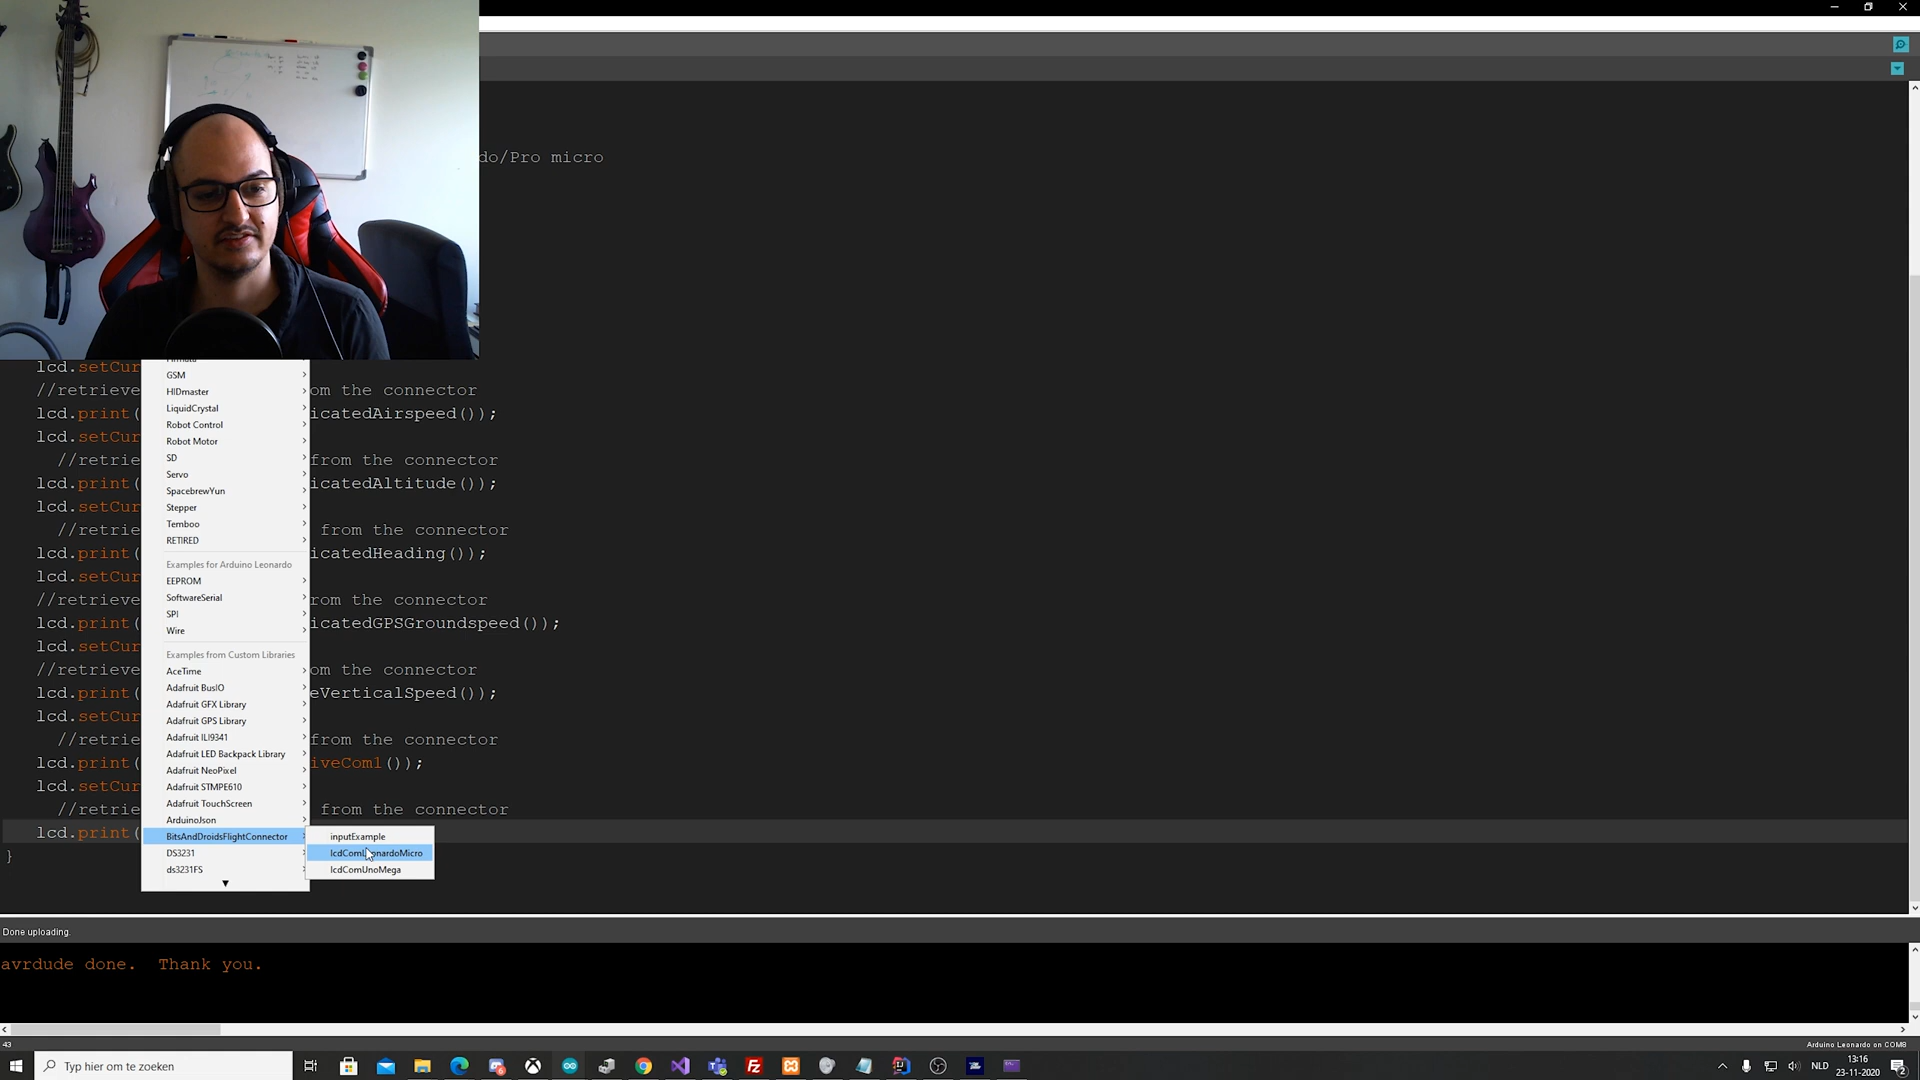 do/Pro micro
lcd.setCur
GSM
//retrieve om the connector
HIDmaster
LiquidCrystal
lcd.print( icatedAirspeed());
Robot Control
lcd.setCur
Robot Motor
//retrie from the connector
SD
Servo
lcd.print( icatedAltitude());
SpacebrewYun
lcd.setCur
Stepper
//retrie from the connector
Temboo
RETIRED
lcd.print( icatedHeading());
Examples for Arduino Leonardo
lcd.setCur
EEPROM
//retrieve rom the connector
SoftwareSerial
SPI
lcd.print( icatedGPSGroundspeed());
Wire
lcd.setCur
Examples from Custom Libraries
//retrieve om the connector
AceTime
Adafruit BusIO
lcd.print( eVerticalSpeed());
Adafruit GFX Library
lcd.setCur
Adafruit GPS Library
//retrie from the connector
Adafruit ILI9341
Adafruit LED Backpack Library
lcd.print( iveCom1());
Adafruit NeoPixel
lcd.setCur
Adafruit STMPE610
//retrie from the connector
Adafruit TouchScreen
ArduinoJson
lcd.print(
BitsAndDroidsFlightConnector
inputExample
}
DS3231
lcdComLeonardoMicro
ds3231FS
lcdComUnoMega
Done uploading.
avrdude done. Thank you.
43
Arduino Leonardo on COM8
Typ hier om te zoeken
NLD
13:16
23-11-2020